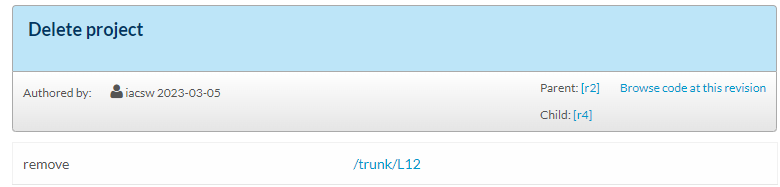 Delete project
Authored by: iacsw 2023-03-05
Parent: [r2] Browse code at this revision
Child: [r4]
remove /trunk/L12